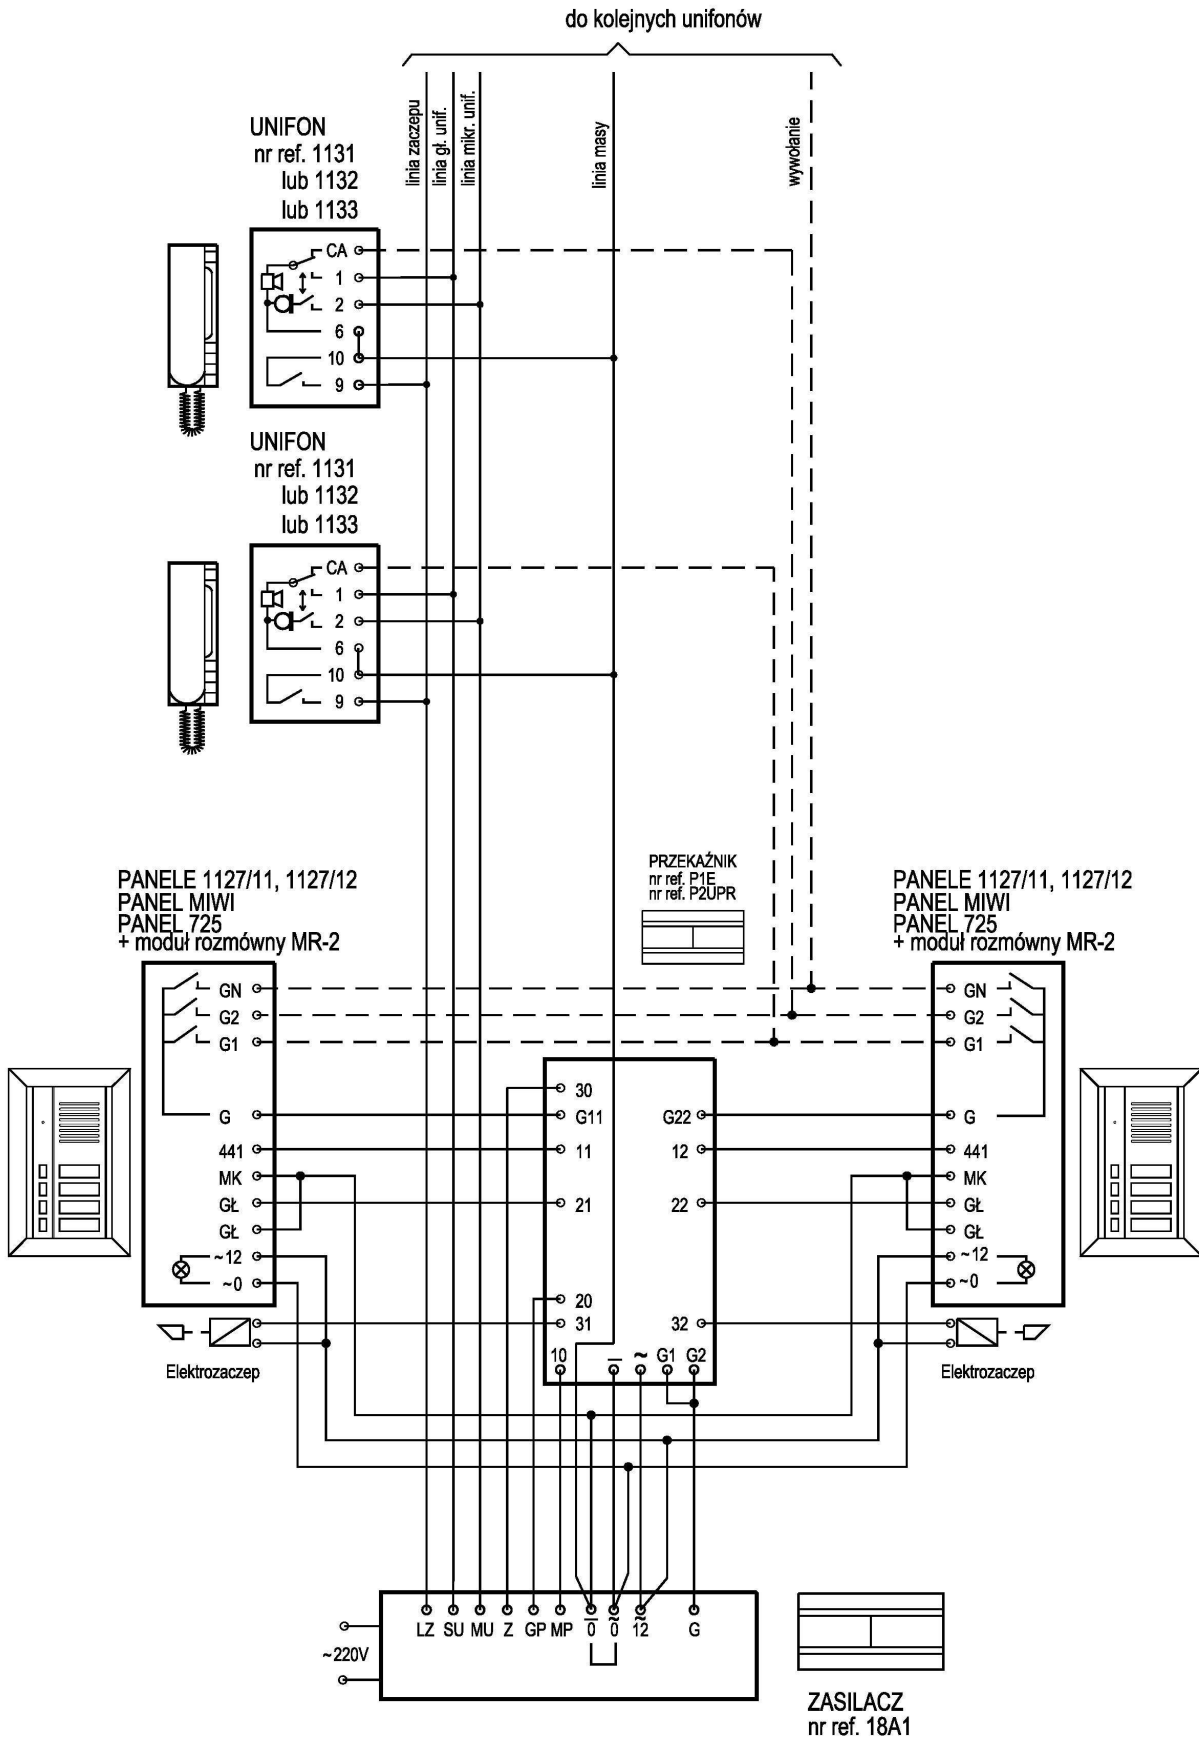 do kolejnych unifonów
linia zaczepu
linia gł. unif.
linia mikr. unif.
linia masy
wywołanie
UNIFON
nr ref. 1131
lub 1132
lub 1133
CA
1
2
6
10
9
UNIFON
nr ref. 1131
lub 1132
lub 1133
CA
1
2
6
10
9
PRZEKAŹNIK
nr ref. P1E
nr ref. P2UPR
PANELE 1127/11, 1127/12
PANEL MIWI
PANEL 725
+ moduł rozmówny MR-2
GN
G2
G1
G
441
MK
GŁ
GŁ
~12
~0
Elektrozaczep
30
G11
11
21
20
31
10
— ~ G1 G2
G22
12
22
32
PANELE 1127/11, 1127/12
PANEL MIWI
PANEL 725
+ moduł rozmówny MR-2
GN
G2
G1
G
441
MK
GŁ
GŁ
~12
~0
Elektrozaczep
~220V
LZ SU MU Z GP MP 0 0 12 G
ZASILACZ
nr ref. 18A1